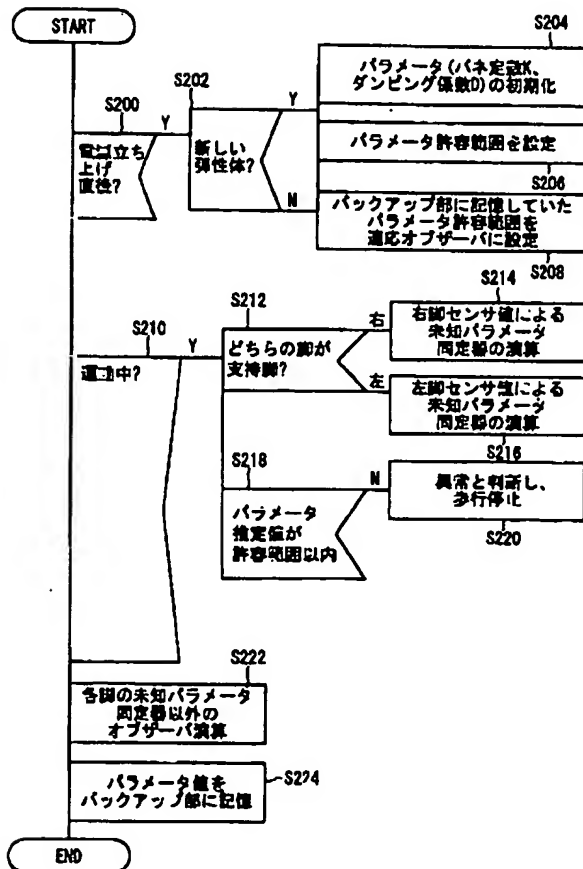 START
S200
電源立ち
上げ
直後?
Y
S202
新しい
弾性体?
Y
N
S204
パラメータ(バネ定数K、
ダンピング係数D)の初期化
パラメータ許容範囲を設定
S206
バックアップ部に記憶していた
パラメータ許容範囲を
適応オブザーバに設定
S208
S210
運動中?
Y
S212
どちらの脚が
支持脚?
右
左
S214
右脚センサ値による
未知パラメータ
同定器の演算
左脚センサ値による
未知パラメータ
同定器の演算
S216
S218
パラメータ
推定値が
許容範囲以内
N
異常と判断し、
歩行停止
S220
S222
各脚の未知パラメータ
同定器以外の
オブザーバ演算
パラメータ値を
バックアップ部に記憶
S224
END